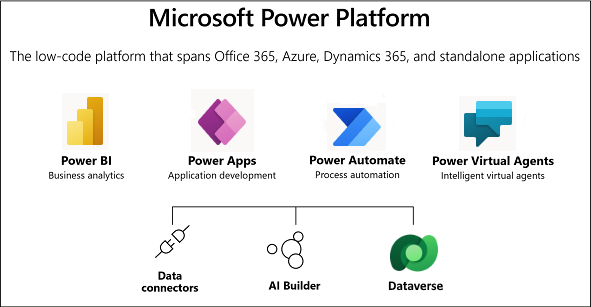 Microsoft Power Platform
The low-code platform that spans Office 365, Azure, Dynamics 365, and standalone applications
Power BI
Business analytics
Power Apps
Application development
Power Automate
Process automation
Power Virtual Agents
Intelligent virtual agents
Data
connectors
AI Builder
Dataverse